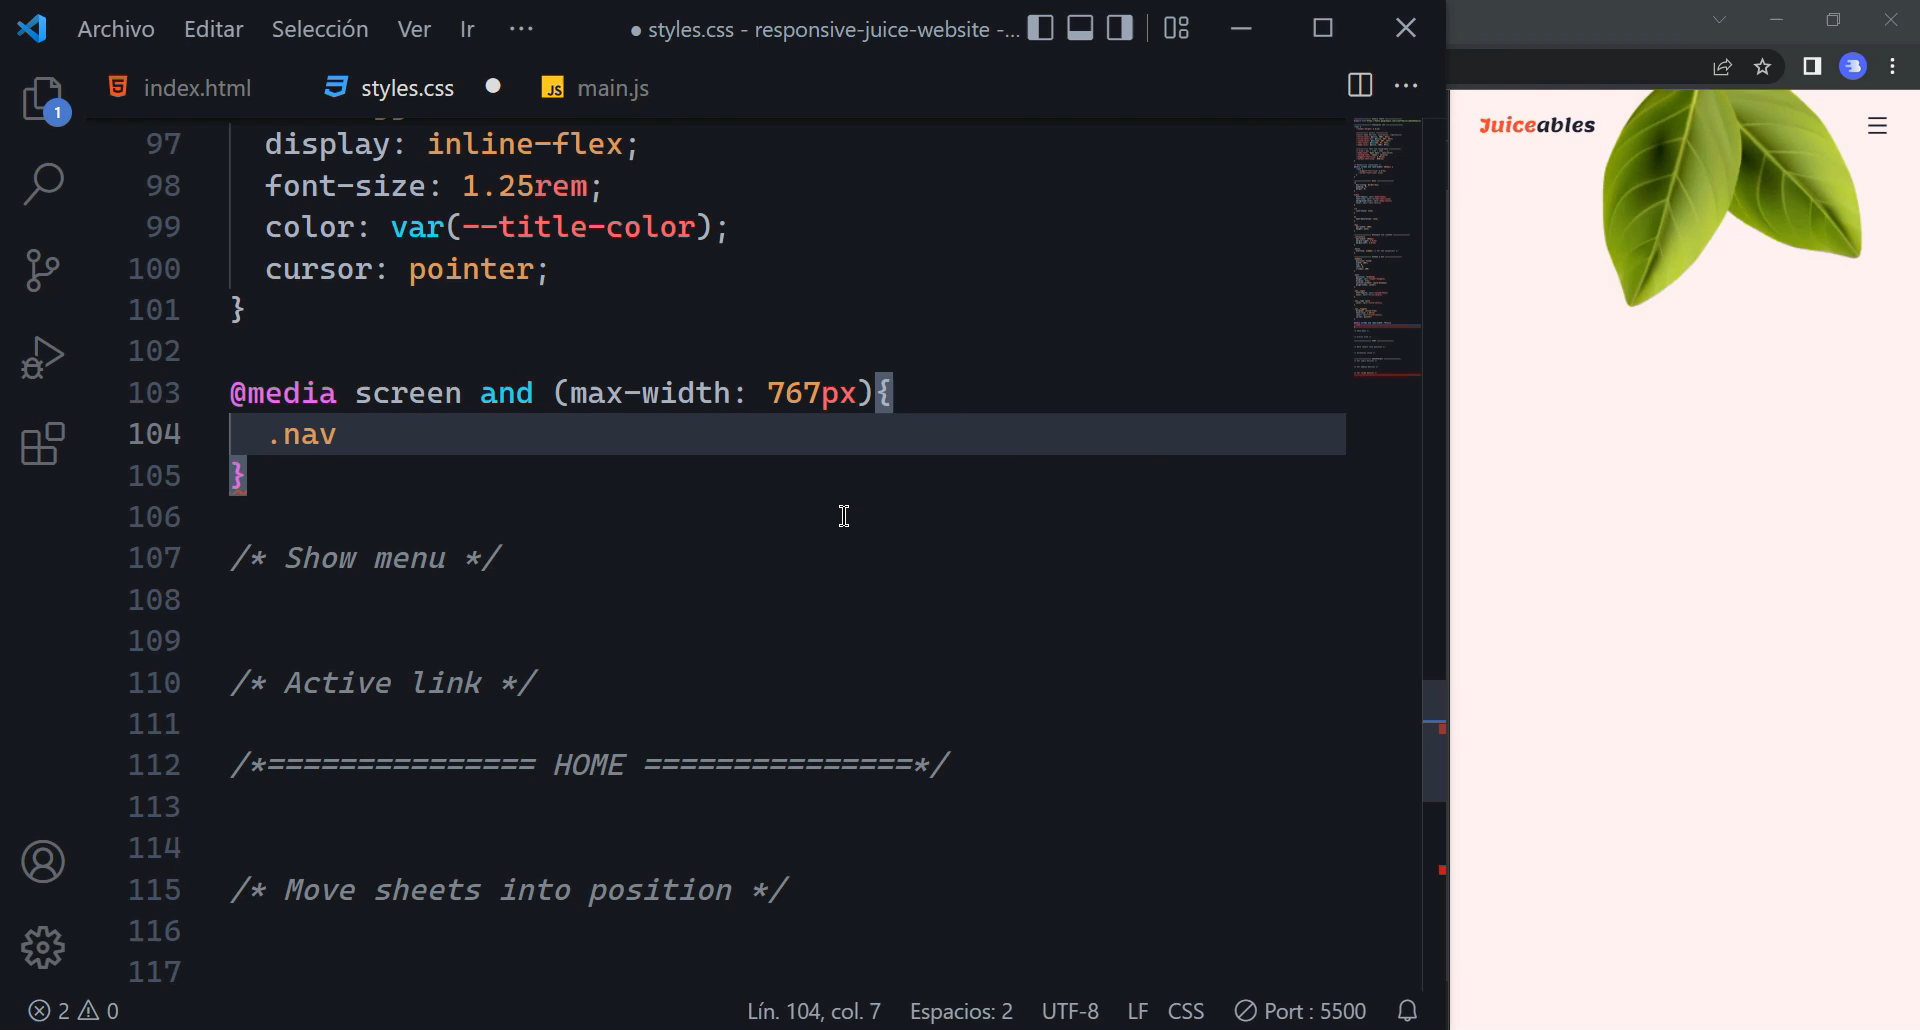 Archivo Editar Selección Ver Ir ···
● styles.css - responsive-juice-website -...
index.html styles.css ● JS main.js
97 display: inline-flex;
98 font-size: 1.25rem;
99 color: var(--title-color);
100 cursor: pointer;
101 }
102
103 @media screen and (max-width: 767px){
104 .nav
105 }
106
107 /* Show menu */
108
109
110 /* Active link */
111
112 /*=============== HOME ===============*/
113
114
115 /* Move sheets into position */
116
117
1
2 0 Lín. 104, col. 7 Espacios: 2 UTF-8 LF CSS Port : 5500
Juiceables